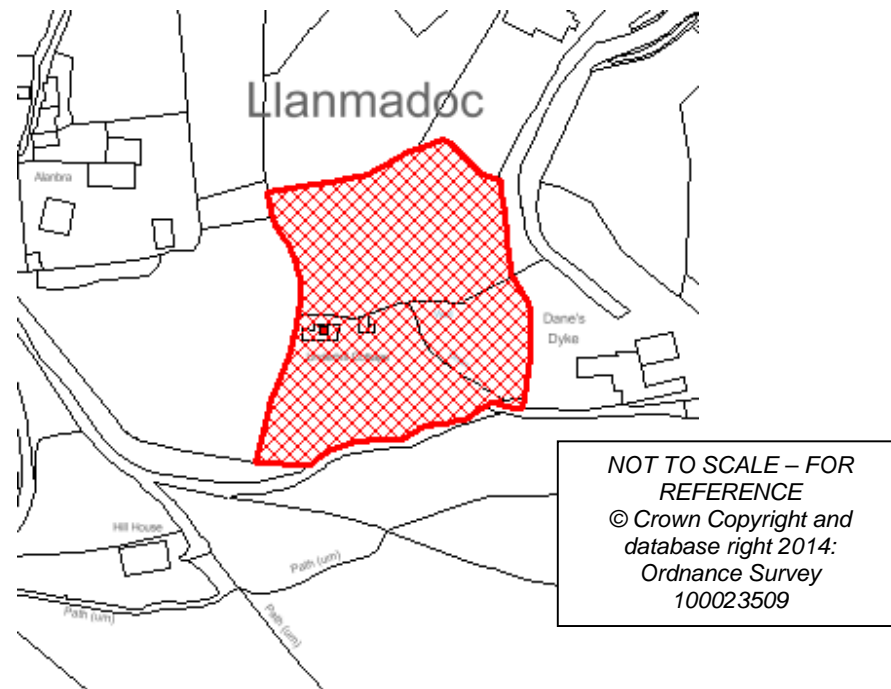 Llanmadoc
Alanbra
Dane's
Dyke
Cottage
Hill House
Path (um)
Path (um)
Path (um)
NOT TO SCALE – FOR
REFERENCE
© Crown Copyright and
database right 2014:
Ordnance Survey
100023509